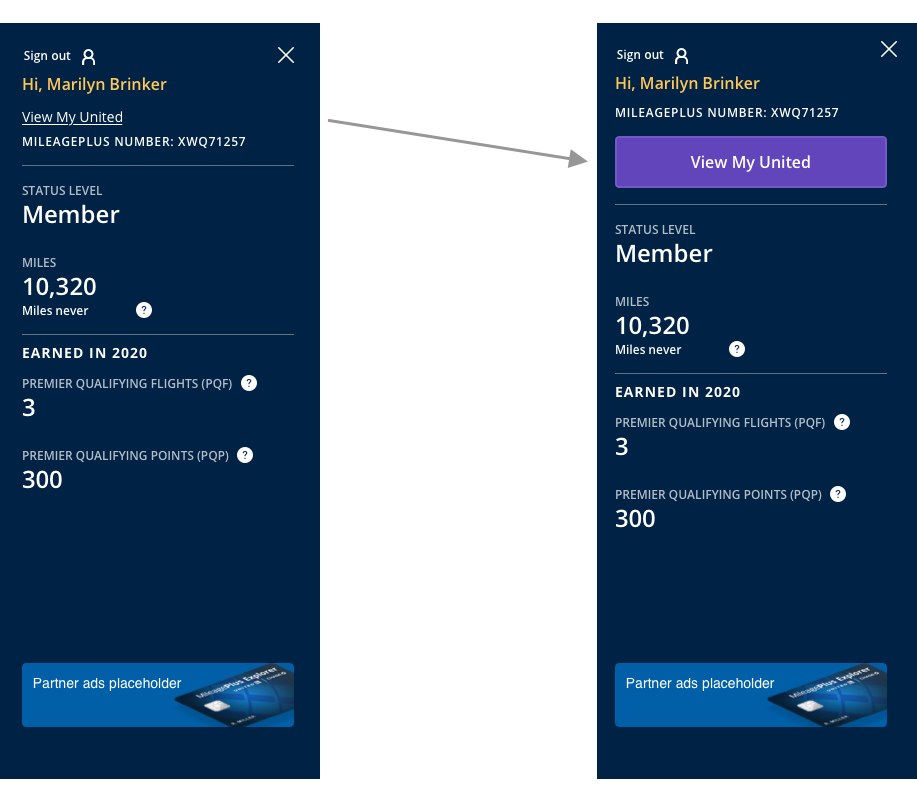 Sign out
Hi, Marilyn Brinker
View My United
MILEAGEPLUS NUMBER: XWQ71257
STATUS LEVEL
Member
MILES
10,320
Miles never ?
EARNED IN 2020
PREMIER QUALIFYING FLIGHTS (PQF) ?
3
PREMIER QUALIFYING POINTS (PQP) ?
300
Partner ads placeholder
MileagePlus Explorer
Sign out
Hi, Marilyn Brinker
MILEAGEPLUS NUMBER: XWQ71257
View My United
STATUS LEVEL
Member
MILES
10,320
Miles never ?
EARNED IN 2020
PREMIER QUALIFYING FLIGHTS (PQF) ?
3
PREMIER QUALIFYING POINTS (PQP) ?
300
Partner ads placeholder
MileagePlus Explorer